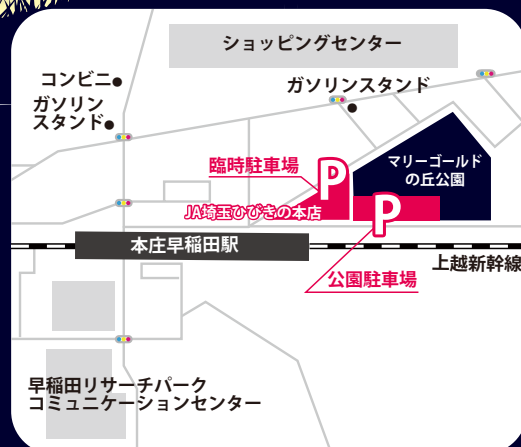 ショッピングセンター
コンビニ
ガソリンスタンド
ガソリン
スタンド
臨時駐車場
P
マリーゴールド
の丘公園
JA埼玉ひびきの本店
P
本庄早稲田駅
上越新幹線
公園駐車場
早稲田リサーチパーク
コミュニケーションセンター